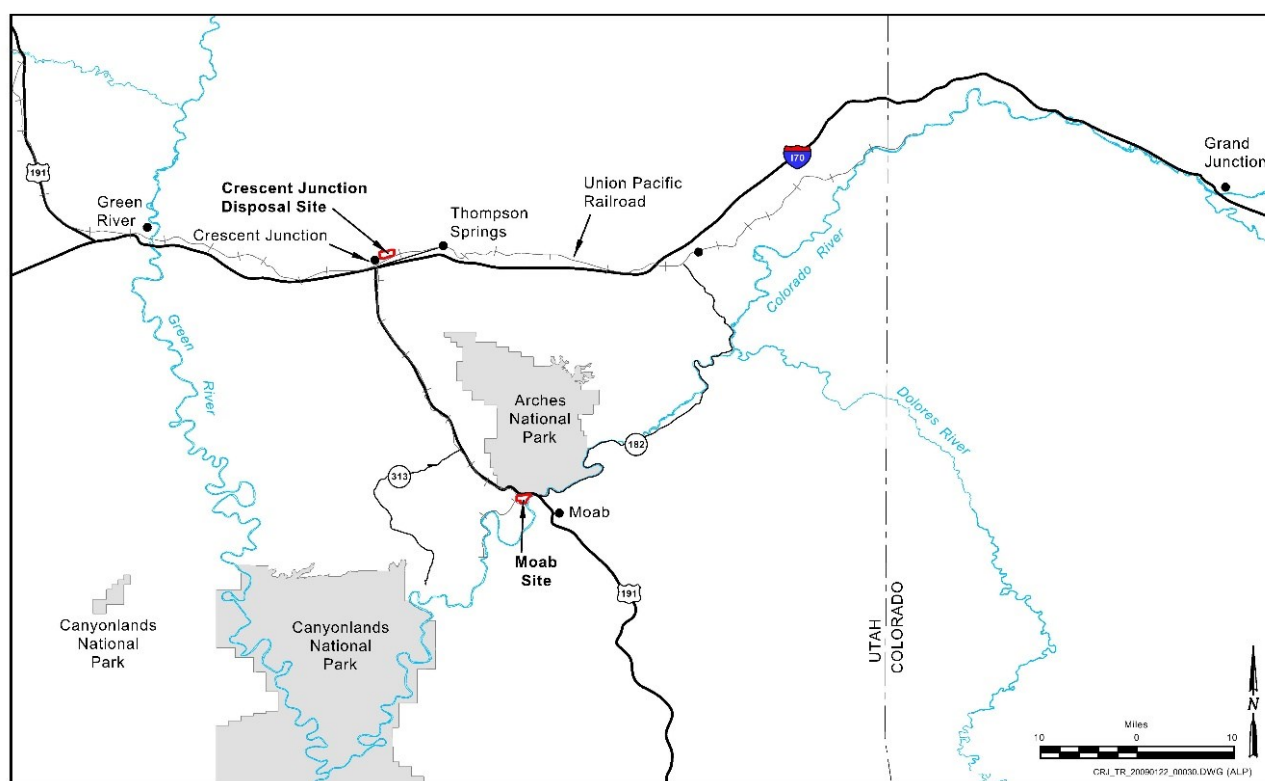 191
Green
River
Crescent Junction
Disposal Site
Crescent Junction
Thompson
Springs
Union Pacific
Railroad
I70
Grand
Junction
Colorado River
Green
River
Arches
National
Park
182
Dolores River
313
Moab
Moab
Site
191
Canyonlands
National
Park
Canyonlands
National
Park
UTAH
COLORADO
N
Miles
10 0 10
CRJ_TR_20090122_00030.DWG (ALP)